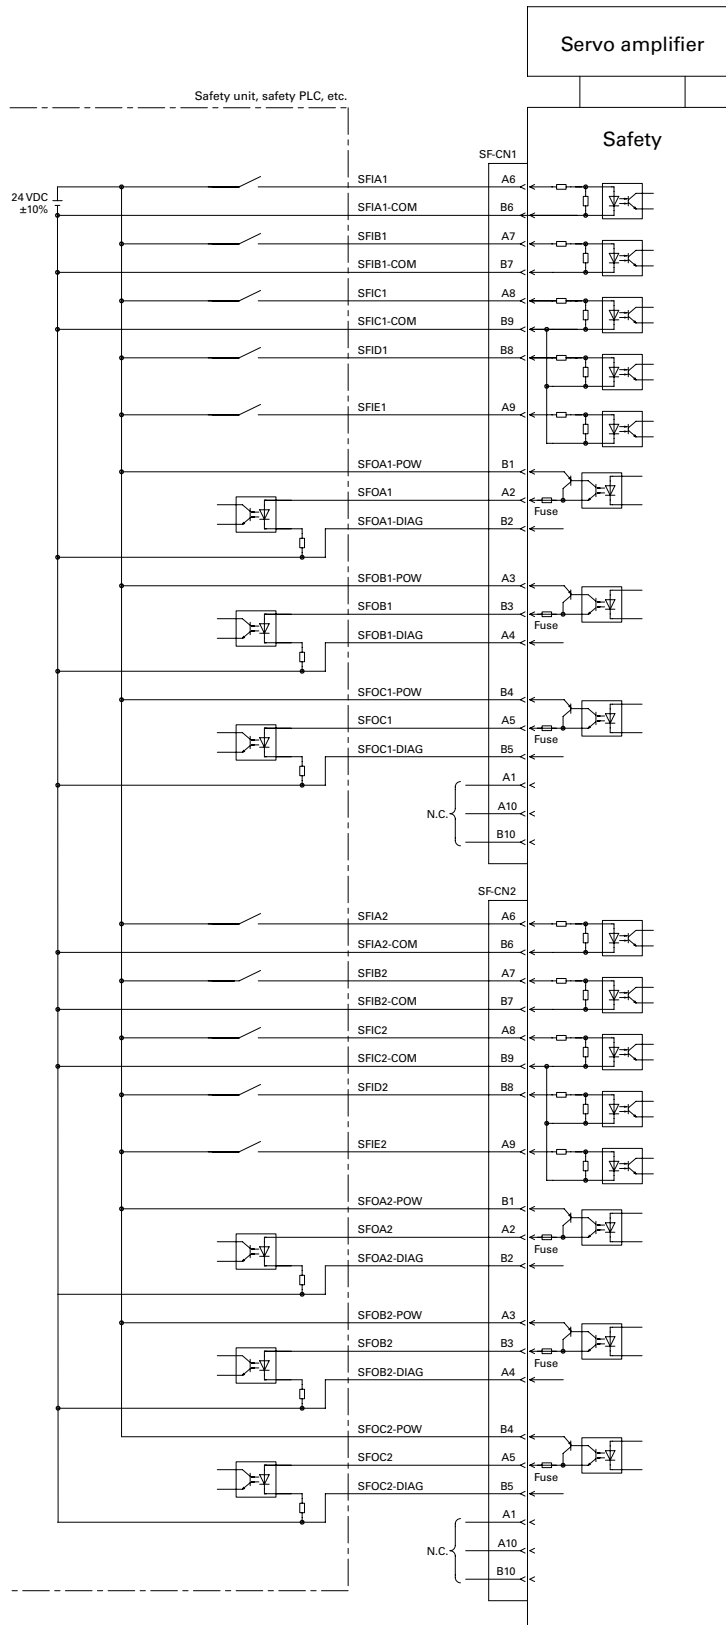 Servo amplifier
Safety unit, safety PLC, etc.
Safety
SF-CN1
24 VDC
±10%
SFIA1 A6
SFIA1-COM B6
SFIB1 A7
SFIB1-COM B7
SFIC1 A8
SFIC1-COM B9
SFID1 B8
SFIE1 A9
SFOA1-POW B1
SFOA1 A2
Fuse
SFOA1-DIAG B2
SFOB1-POW A3
SFOB1 B3
Fuse
SFOB1-DIAG A4
SFOC1-POW B4
SFOC1 A5
Fuse
SFOC1-DIAG B5
A1
N.C. A10
B10
SF-CN2
SFIA2 A6
SFIA2-COM B6
SFIB2 A7
SFIB2-COM B7
SFIC2 A8
SFIC2-COM B9
SFID2 B8
SFIE2 A9
SFOA2-POW B1
SFOA2 A2
Fuse
SFOA2-DIAG B2
SFOB2-POW A3
SFOB2 B3
Fuse
SFOB2-DIAG A4
SFOC2-POW B4
SFOC2 A5
Fuse
SFOC2-DIAG B5
A1
N.C. A10
B10